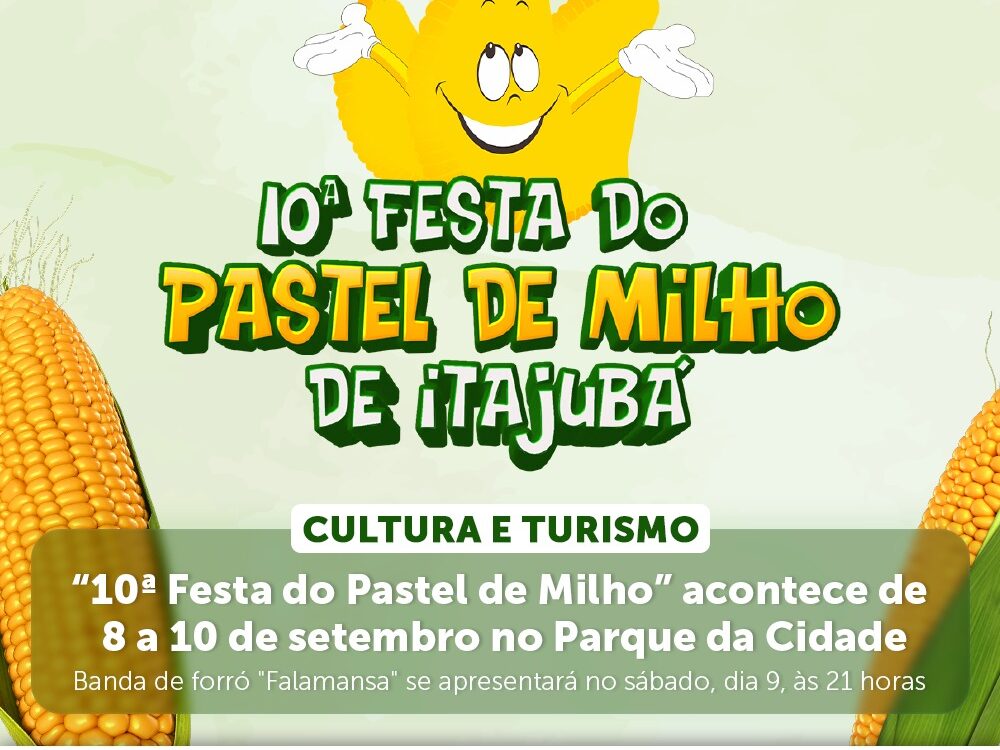 10ª FESTA DO
PASTEL DE MiLHO
DE iTAJUBÁ
CULTURA E TURISMO
“10ª Festa do Pastel de Milho” acontece de
8 a 10 de setembro no Parque da Cidade
Banda de forró "Falamansa" se apresentará no sábado, dia 9, às 21 horas